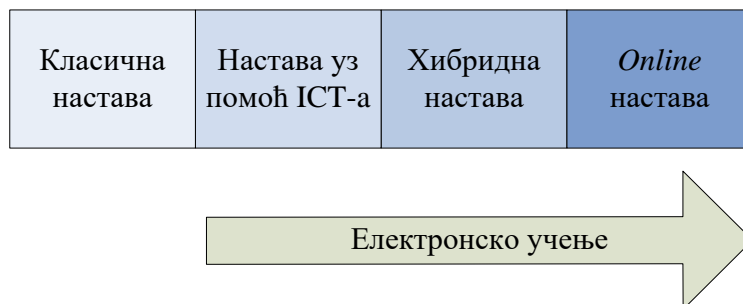 Класична
настава
Настава уз
помоћ ICT-а
Хибридна
настава
Online
настава
Електронско учење